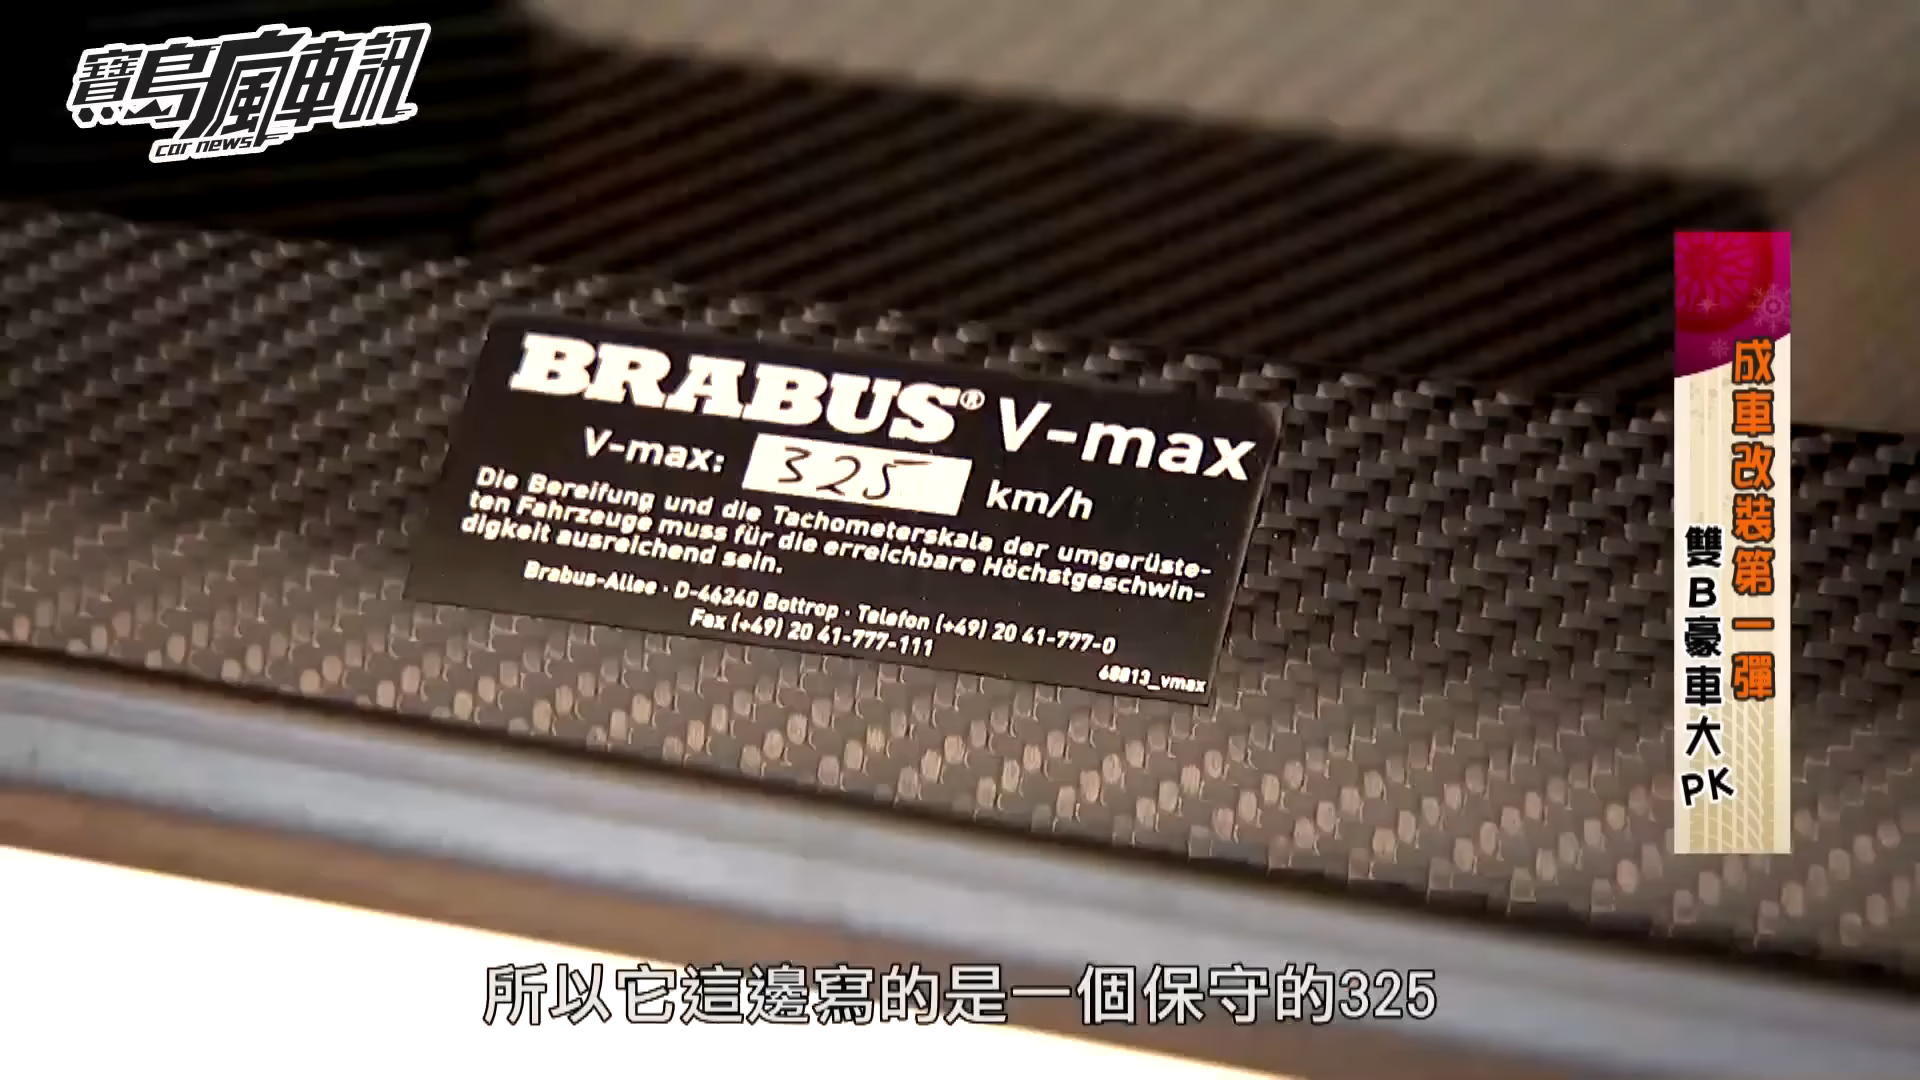 寶島瘋車訊
car news
BRABUS® V-max
V-max: 325 km/h
Die Bereifung und die Tachometerskala der umgerüste-
ten Fahrzeuge muss für die erreichbare Höchstgeschwin-
digkeit ausreichend sein.
Brabus-Allee · D-46240 Bottrop · Telefon (+49) 20 41-777-0
Fax (+49) 20 41-777-111
68813_vmax
成車改裝第一彈
雙B豪車大PK
所以它這邊寫的是一個保守的325